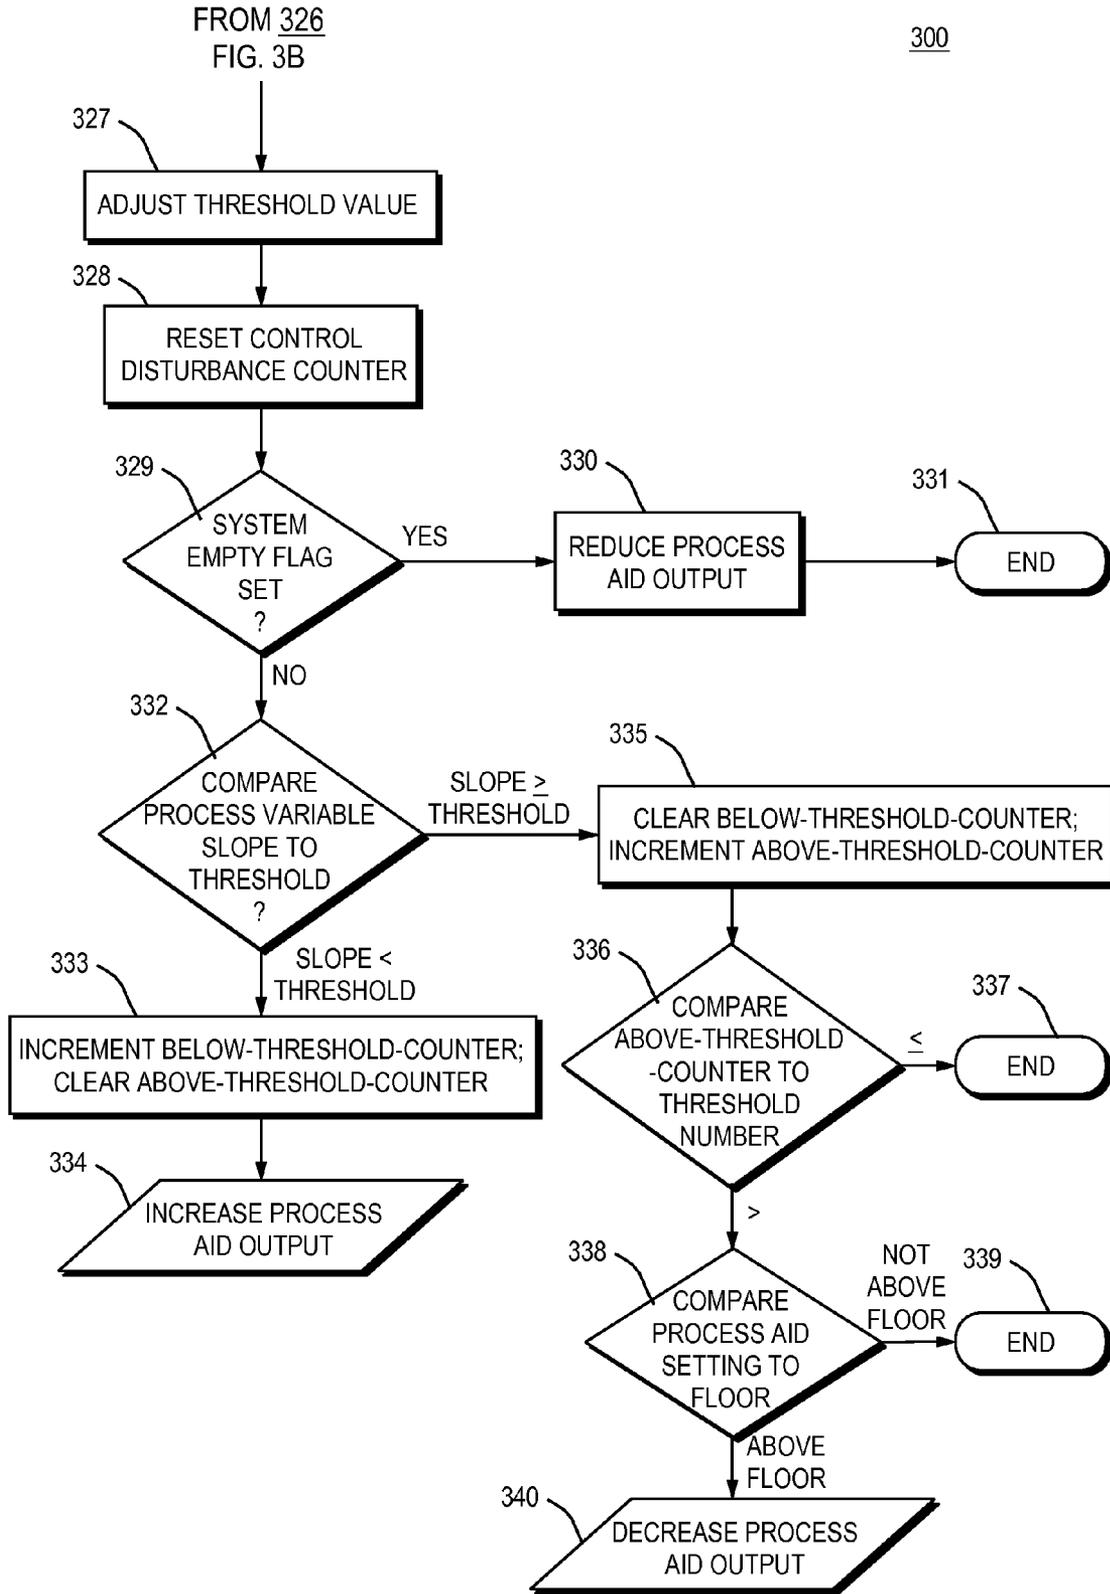 FROM 326
FIG. 3B
300
327
ADJUST THRESHOLD VALUE
328
RESET CONTROL
DISTURBANCE COUNTER
329
SYSTEM
EMPTY FLAG
SET
?
YES
330
REDUCE PROCESS
AID OUTPUT
331
END
NO
332
COMPARE
PROCESS VARIABLE
SLOPE TO
THRESHOLD
?
SLOPE ≥
THRESHOLD
335
CLEAR BELOW-THRESHOLD-COUNTER;
INCREMENT ABOVE-THRESHOLD-COUNTER
SLOPE <
THRESHOLD
333
INCREMENT BELOW-THRESHOLD-COUNTER;
CLEAR ABOVE-THRESHOLD-COUNTER
334
INCREASE PROCESS
AID OUTPUT
336
COMPARE
ABOVE-THRESHOLD
-COUNTER TO
THRESHOLD
NUMBER
≤
337
END
>
338
COMPARE
PROCESS AID
SETTING TO
FLOOR
NOT
ABOVE
FLOOR
339
END
ABOVE
FLOOR
340
DECREASE PROCESS
AID OUTPUT